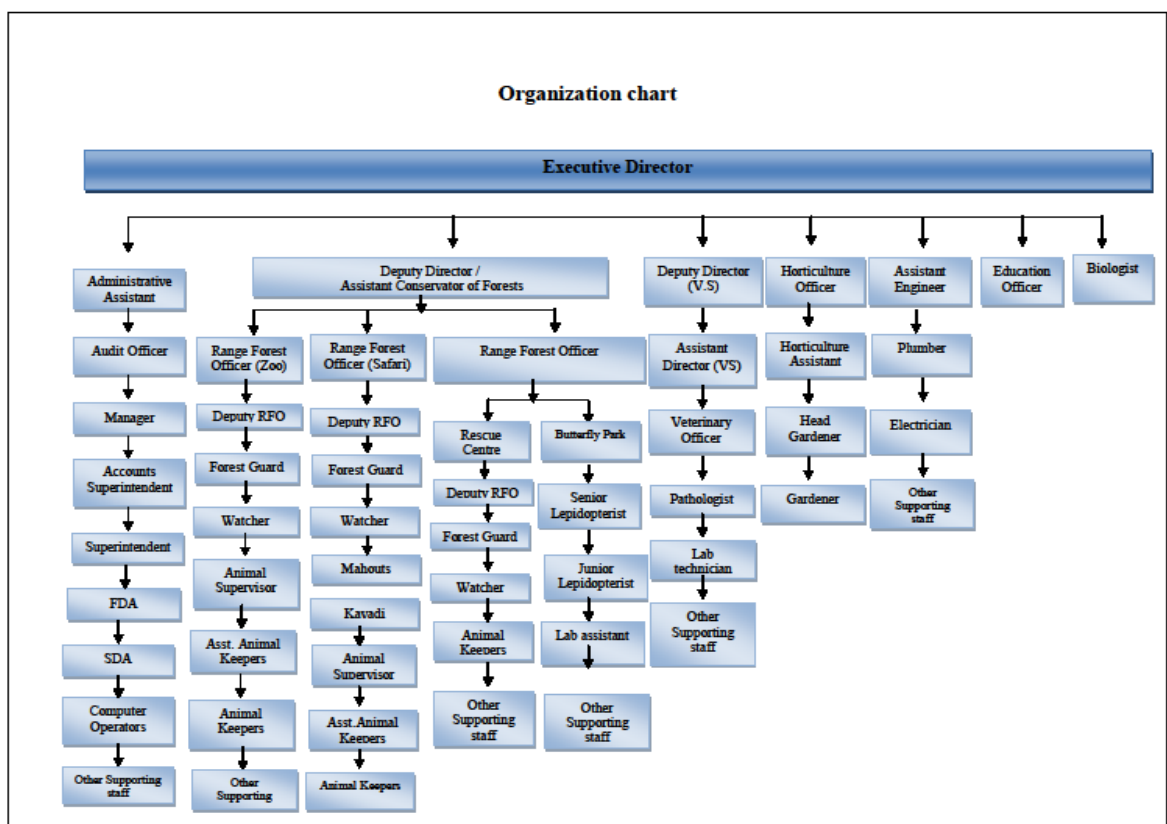 Organization chart
Executive Director
Administrative
Assistant
Audit Officer
Manager
Accounts
Superintendent
Superintendent
FDA
SDA
Computer
Operators
Other Supporting
staff
Deputy Director /
Assistant Conservator of Forests
Range Forest
Officer (Zoo)
Deputy RFO
Forest Guard
Watcher
Animal
Supervisor
Asst. Animal
Keepers
Animal
Keepers
Other
Supporting
Range Forest
Officer (Safari)
Deputy RFO
Forest Guard
Watcher
Mahouts
Kavadi
Animal
Supervisor
Asst.Animal
Keepers
Animal Keepers
Range Forest Officer
Rescue
Centre
Deputy RFO
Forest Guard
Watcher
Animal
Keepers
Other
Supporting
staff
Butterfly Park
Senior
Lepidopterist
Junior
Lepidopterist
Lab assistant
Other
Supporting
staff
Deputy Director
(V.S)
Assistant
Director (VS)
Veterinary
Officer
Pathologist
Lab
technician
Other
Supporting
staff
Horticulture
Officer
Horticulture
Assistant
Head
Gardener
Gardener
Assistant
Engineer
Plumber
Electrician
Other
Supporting
staff
Education
Officer
Biologist